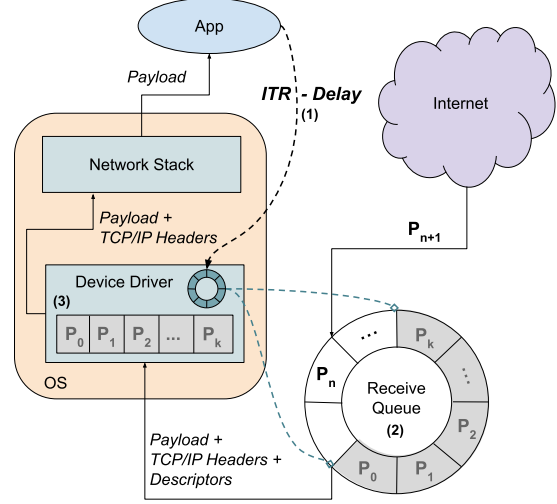 App
Payload
ITR - Delay
(1)
Internet
Network Stack
Payload +
TCP/IP Headers
Pn+1
Device Driver
(3)
P0 P1 P2 ... Pk
OS
... Pk
Pn
...
Receive
Queue
(2)
P2
P0 P1
Payload +
TCP/IP Headers +
Descriptors